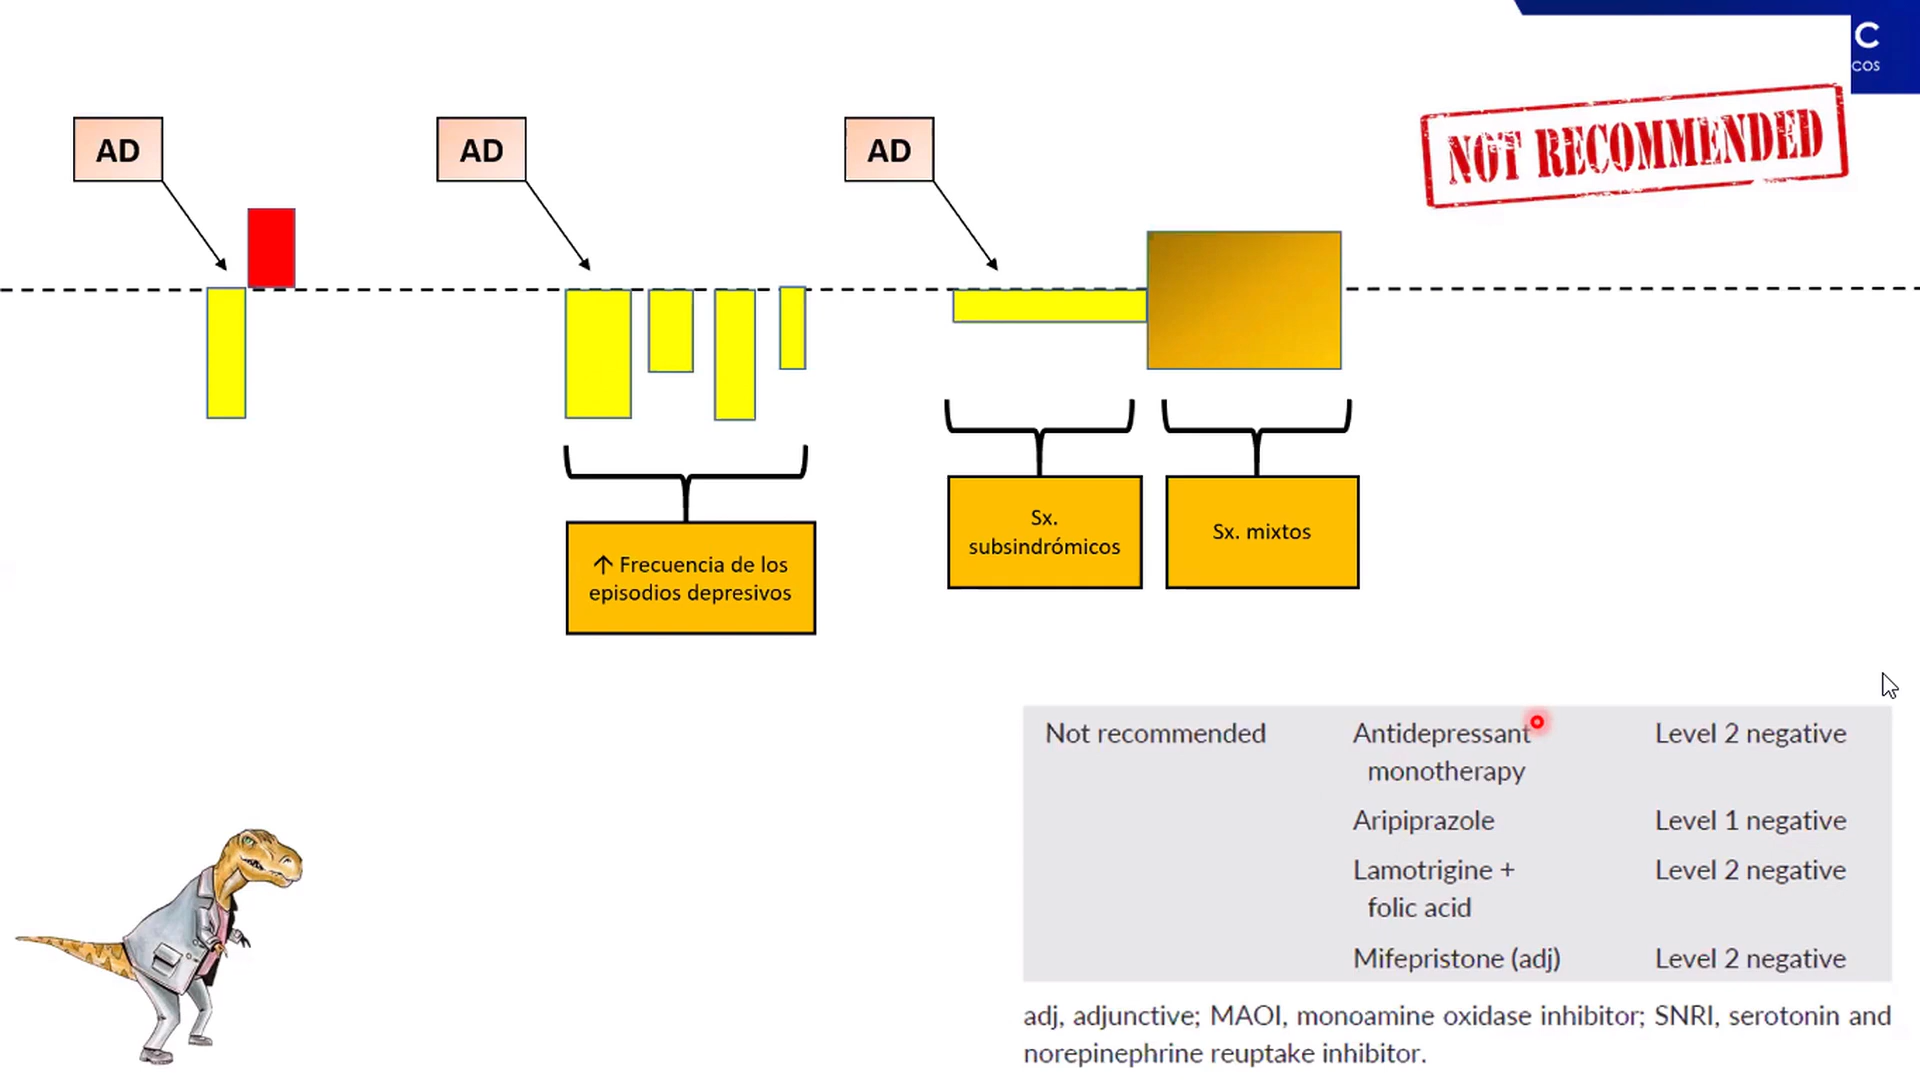 C
cos
NOT RECOMMENDED
AD
AD
AD
↑ Frecuencia de los
episodios depresivos
Sx.
subsindrómicos
Sx. mixtos
Not recommended Antidepressant Level 2 negative
monotherapy
Aripiprazole Level 1 negative
Lamotrigine + Level 2 negative
folic acid
Mifepristone (adj) Level 2 negative
adj, adjunctive; MAOI, monoamine oxidase inhibitor; SNRI, serotonin and
norepinephrine reuptake inhibitor.